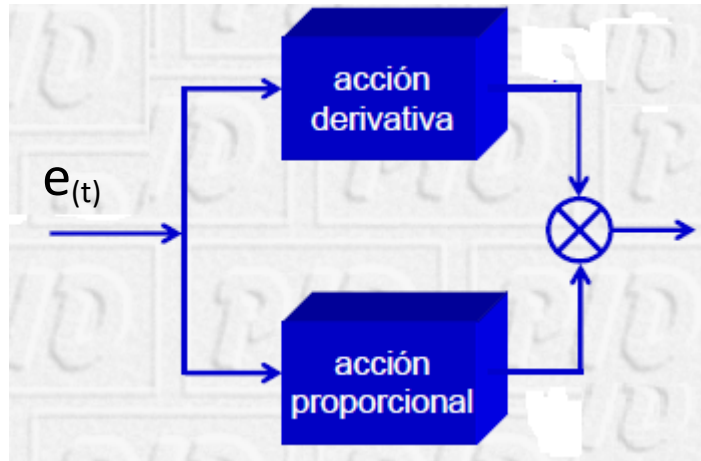 acción
derivativa
e(t)
acción
proporcional